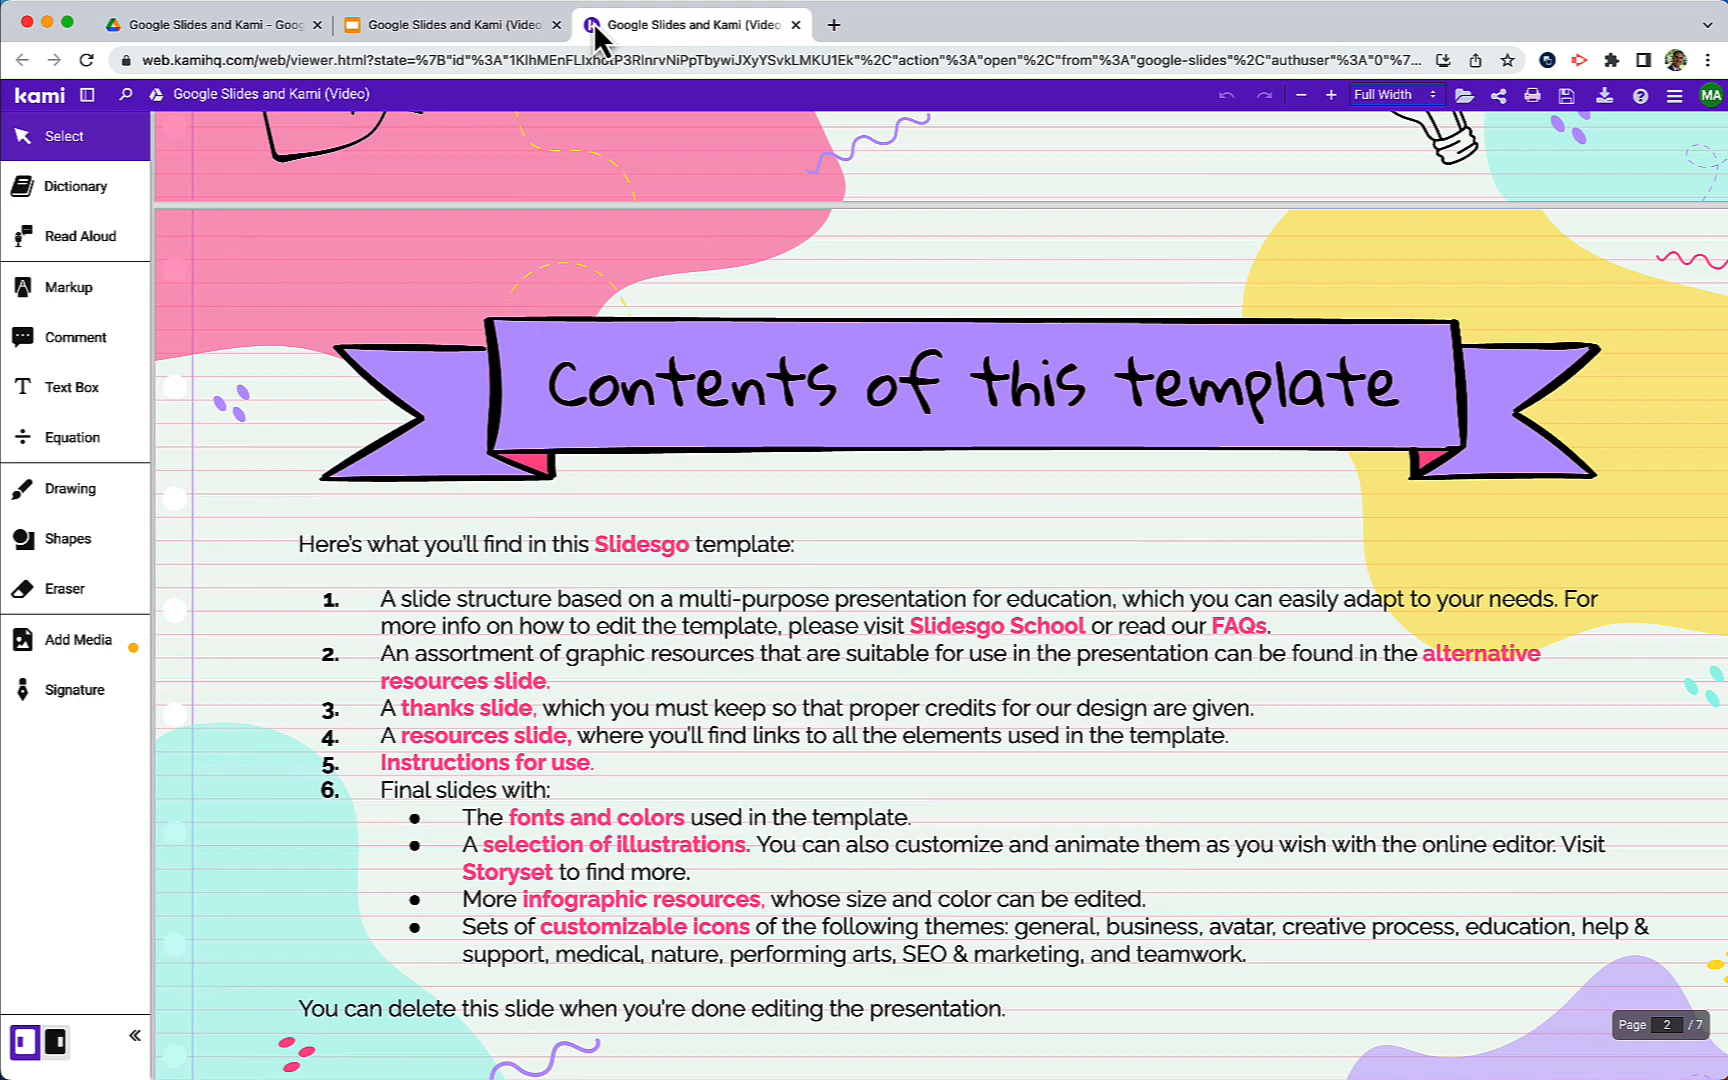 Google Slides and Kami - Goog
Google Slides and Kami (Video
Google Slides and Kami (Video
web.kamihq.com/web/viewer.html?state=%7B"id"%3A"1KlhMEnFLIxh
P3RlnrvNiPpTbywiJXyYSvkLMKU1Ek"%2C"action"%3A"open"%2C"from"%3A"google-slides"%2C"authuser"%3A"0"%7...
kami
Google Slides and Kami (Video)
Full Width
MA
Select
Dictionary
Read Aloud
Markup
Comment
Text Box
Equation
Drawing
Shapes
Eraser
Add Media
Signature
Contents of this template
Here's what you'll find in this Slidesgo template:
1. A slide structure based on a multi-purpose presentation for education, which you can easily adapt to your needs. For
more info on how to edit the template, please visit Slidesgo School or read our FAQs.
2. An assortment of graphic resources that are suitable for use in the presentation can be found in the alternative
resources slide.
3. A thanks slide, which you must keep so that proper credits for our design are given.
4. A resources slide, where you'll find links to all the elements used in the template.
5. Instructions for use.
6. Final slides with:
● The fonts and colors used in the template.
● A selection of illustrations. You can also customize and animate them as you wish with the online editor. Visit
Storyset to find more.
● More infographic resources, whose size and color can be edited.
● Sets of customizable icons of the following themes: general, business, avatar, creative process, education, help &
support, medical, nature, performing arts, SEO & marketing, and teamwork.
You can delete this slide when you're done editing the presentation.
Page 2 / 7